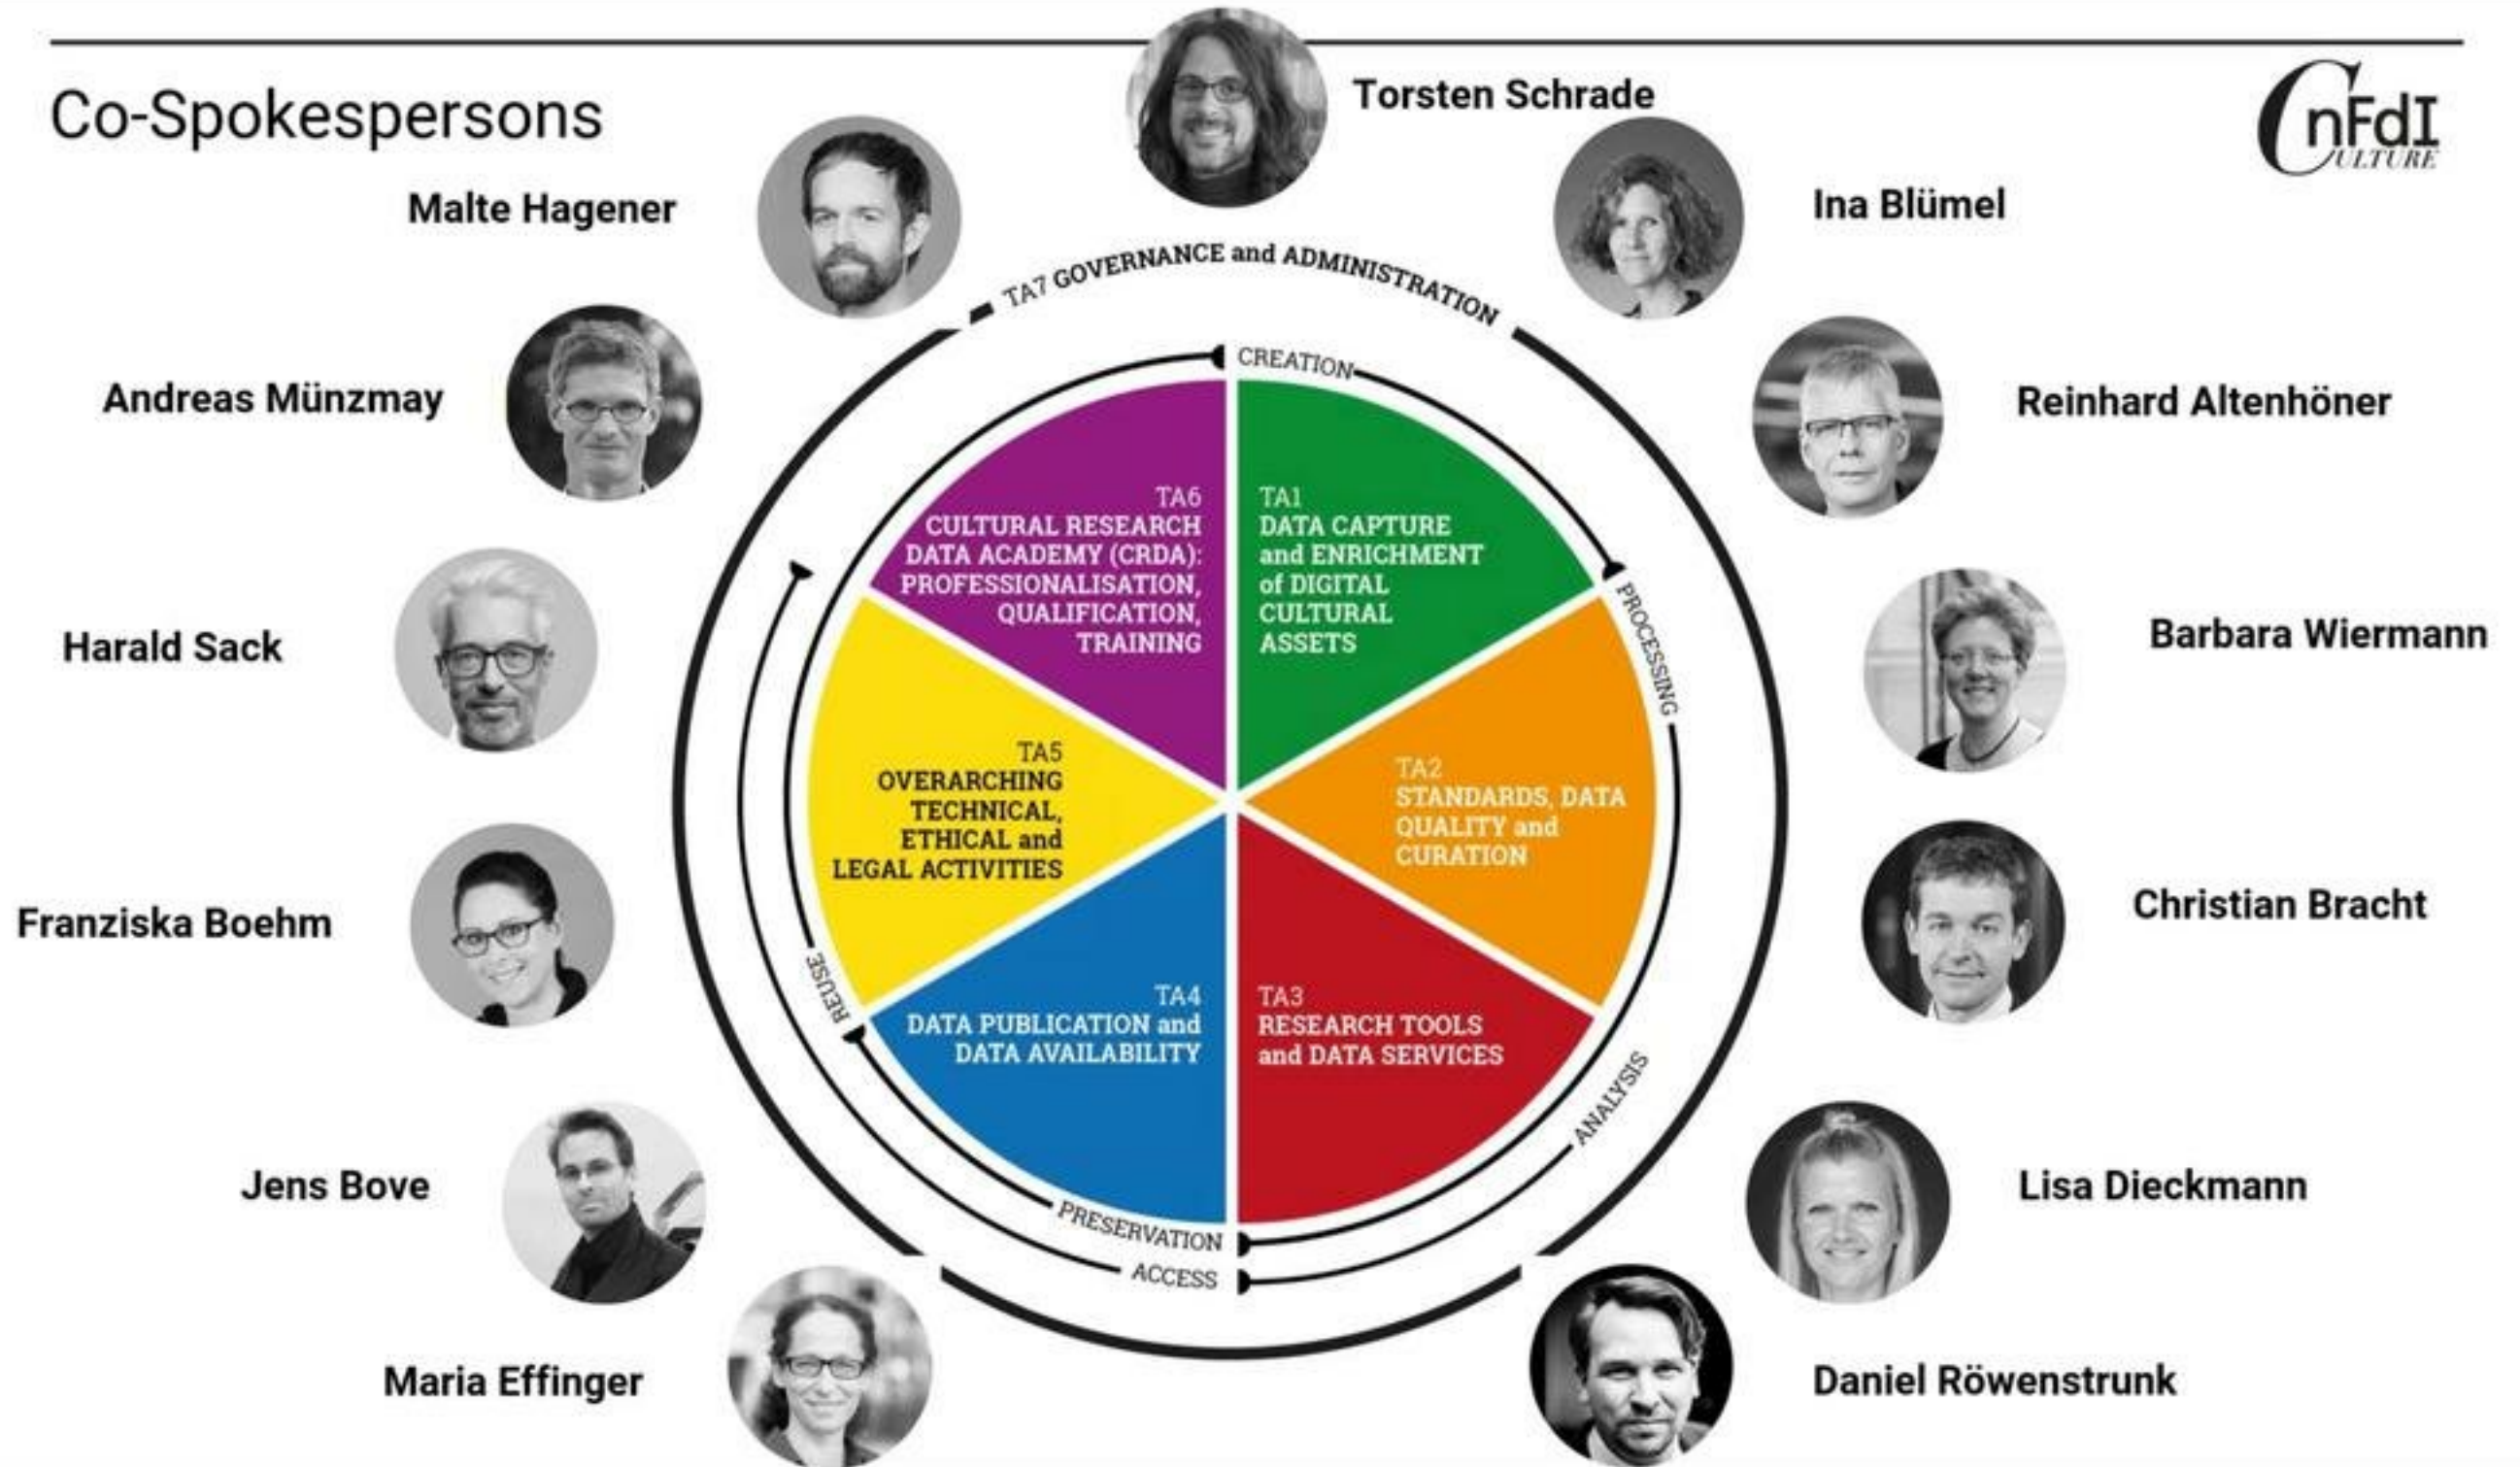 Co-Spokespersons
Torsten Schrade
CnFdI
ULTURE
Malte Hagener
Ina Blümel
Andreas Münzmay
Reinhard Altenhöner
Harald Sack
Barbara Wiermann
Franziska Boehm
Christian Bracht
Jens Bove
Lisa Dieckmann
Maria Effinger
Daniel Röwenstrunk
TA7 GOVERNANCE and ADMINISTRATION
CREATION
PROCESSING
ANALYSIS
PRESERVATION
ACCESS
REUSE
TA1
DATA CAPTURE
and ENRICHMENT
of DIGITAL
CULTURAL
ASSETS
TA2
STANDARDS, DATA
QUALITY and
CURATION
TA3
RESEARCH TOOLS
and DATA SERVICES
TA4
DATA PUBLICATION and
DATA AVAILABILITY
TA5
OVERARCHING
TECHNICAL,
ETHICAL and
LEGAL ACTIVITIES
TA6
CULTURAL RESEARCH
DATA ACADEMY (CRDA):
PROFESSIONALISATION,
QUALIFICATION,
TRAINING